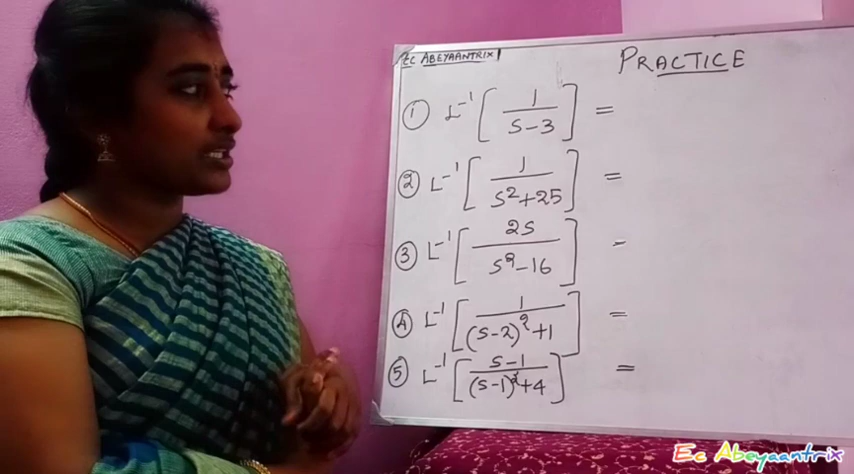 EC ABEYAANTRIX
PRACTICE
① L⁻¹ [ 1 / S-3 ] =
② L⁻¹ [ 1 / S²+25 ] =
③ L⁻¹ [ 2S / S²-16 ] =
④ L⁻¹ [ 1 / (S-2)²+1 ] =
⑤ L⁻¹ [ S-1 / (S-1)²+4 ] =
Ec Abeyaantrix